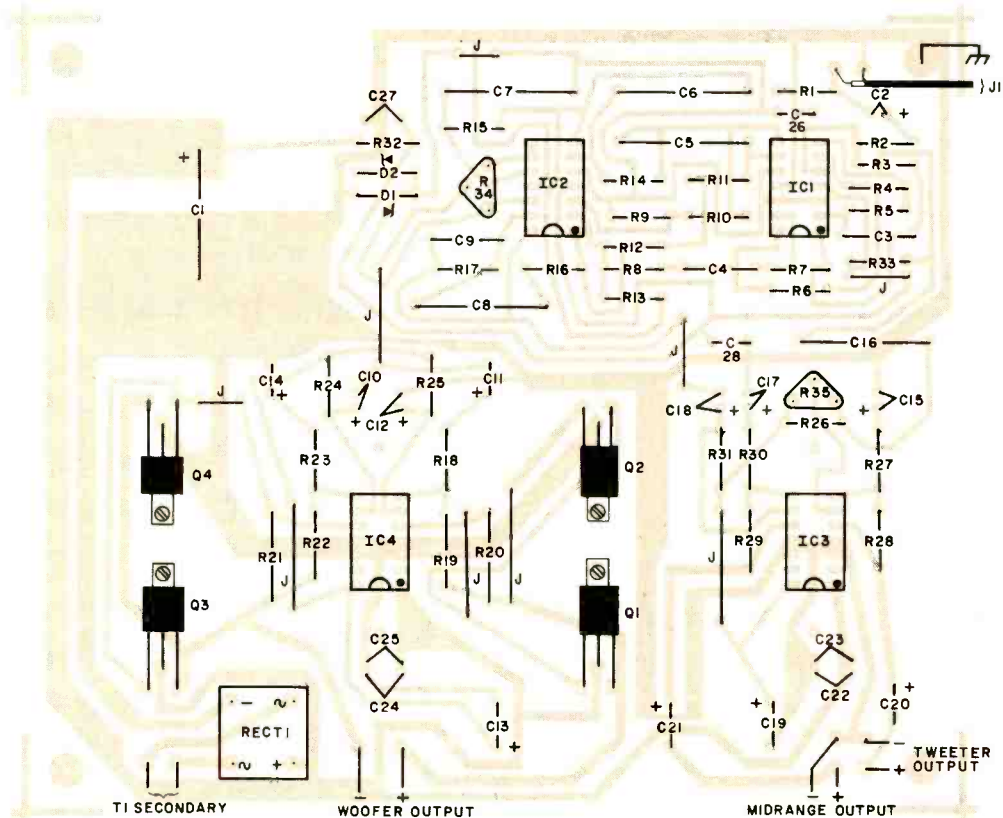 J
J1
C27
C7
C6
R1
C2
+
C
26
R15
R32
C5
R2
+
D2
R
34
IC2
R14
R11
IC1
R3
R4
C1
D1
R9
R10
R5
C9
R12
C3
R17
R16
R8
C4
R7
R33
R6
J
R13
C8
J
J
C
28
C16
C14
+
R24
C10
R25
C11
+
J
C17
R35
C15
C18
+
+
+
+
C12
+
R26
Q4
R23
R18
Q2
R31
R30
R27
R21
R22
IC4
R19
R20
R29
IC3
R28
J
J
J
J
Q3
Q1
C25
C23
C24
C22
+
C20
- ~
RECT1
~ +
C13
+
+
C21
+
C19
-
TWEETER
+
OUTPUT
- +
- +
T1 SECONDARY
WOOFER OUTPUT
MIDRANGE OUTPUT